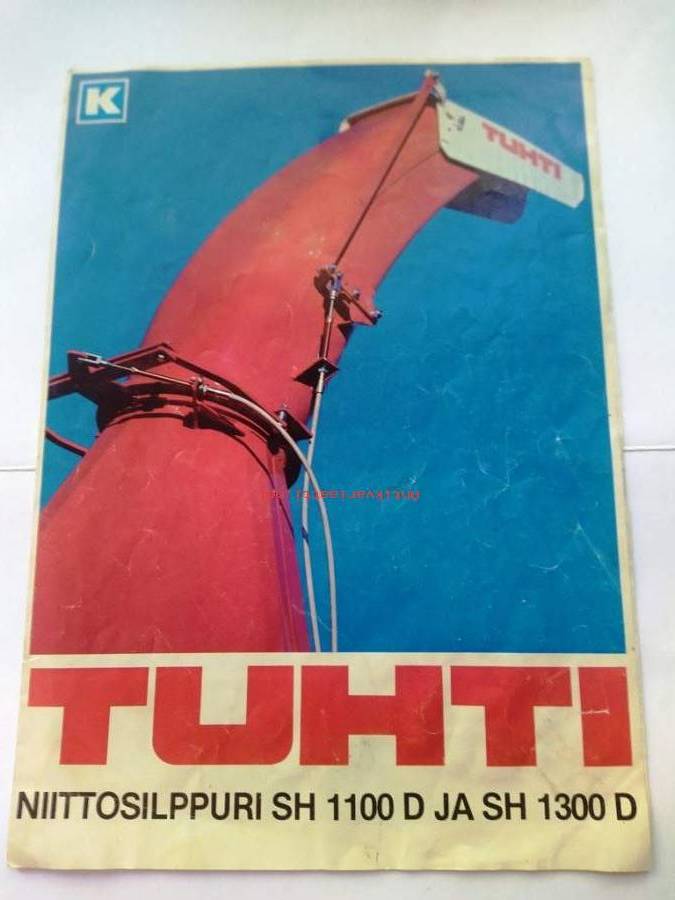 K
TUHTI
TUHTI
NIITTOSILPPURI SH 1100 D JA SH 1300 D